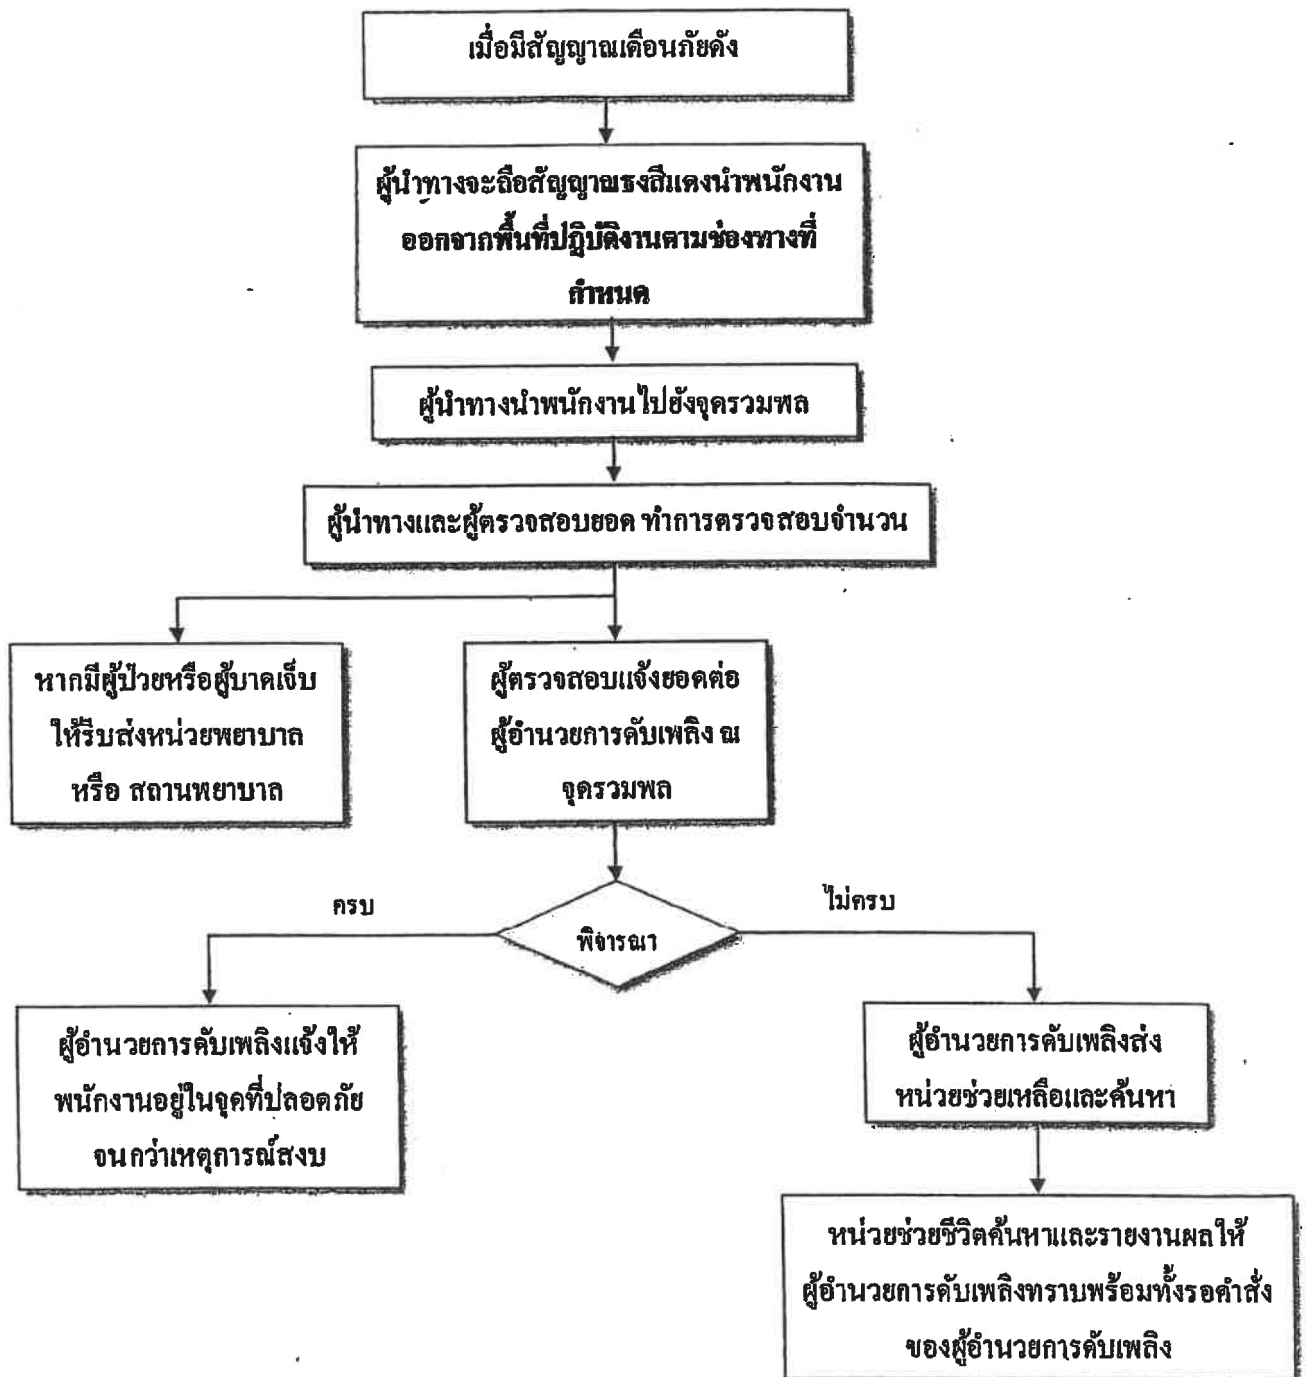 เมื่อมีสัญญาณเตือนภัยดัง
ผู้นำทางจะถือสัญญาณธงสีแดงนำพนักงาน
ออกจากพื้นที่ปฏิบัติงานตามช่องทางที่
กำหนด
ผู้นำทางนำพนักงานไปยังจุดรวมพล
ผู้นำทางและผู้ตรวจสอบยอด ทำการตรวจสอบจำนวน
หากมีผู้ป่วยหรือผู้บาดเจ็บ
ให้รีบส่งหน่วยพยาบาล
หรือ สถานพยาบาล
ผู้ตรวจสอบแจ้งยอดต่อ
ผู้อำนวยการดับเพลิง ณ
จุดรวมพล
ครบ
ไม่ครบ
พิจารณา
ผู้อำนวยการดับเพลิงแจ้งให้
พนักงานอยู่ในจุดที่ปลอดภัย
จนกว่าเหตุการณ์สงบ
ผู้อำนวยการดับเพลิงส่ง
หน่วยช่วยเหลือและค้นหา
หน่วยช่วยชีวิตค้นหาและรายงานผลให้
ผู้อำนวยการดับเพลิงทราบพร้อมทั้งรอคำสั่ง
ของผู้อำนวยการดับเพลิง